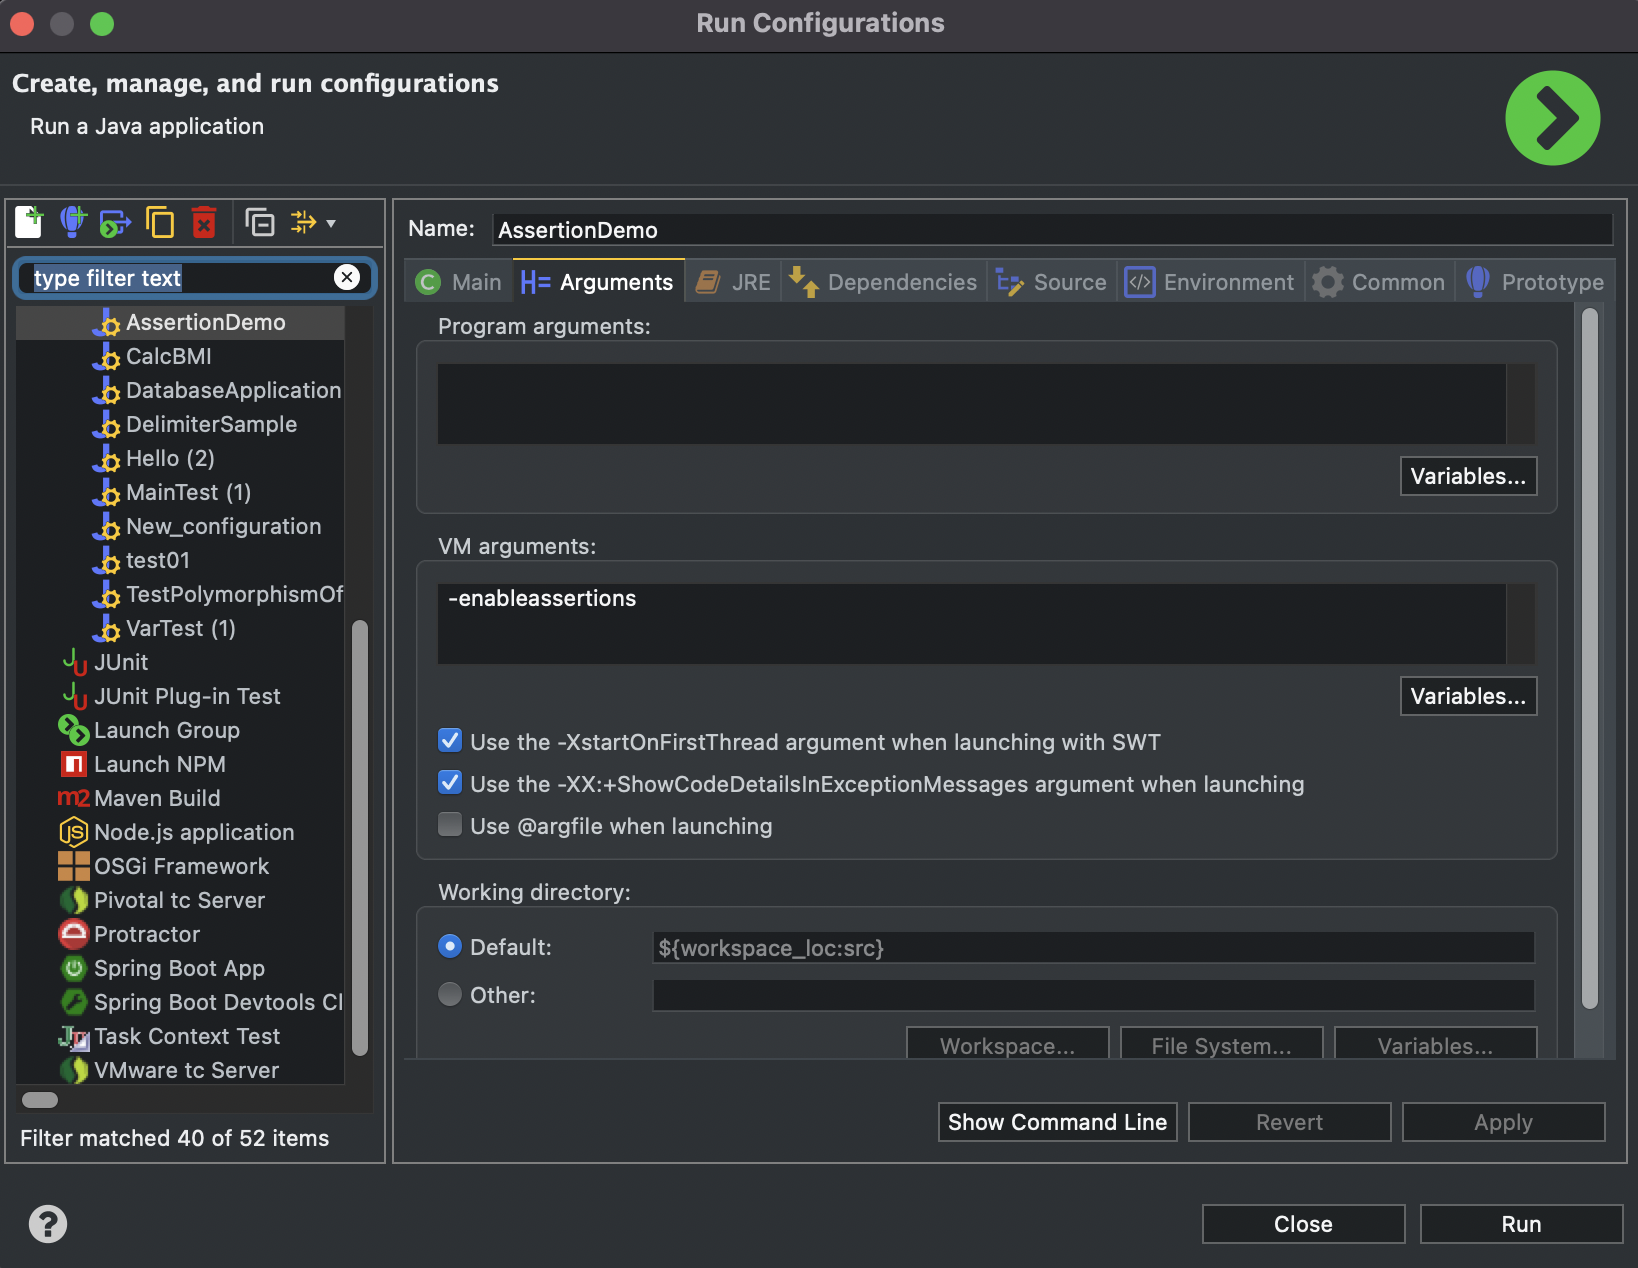 Run Configurations
Create, manage, and run configurations
Run a Java application
type filter text
AssertionDemo
CalcBMI
DatabaseApplication
DelimiterSample
Hello (2)
MainTest (1)
New_configuration
test01
TestPolymorphismOf
VarTest (1)
JUnit
JUnit Plug-in Test
Launch Group
Launch NPM
m2 Maven Build
JS Node.js application
OSGi Framework
Pivotal tc Server
Protractor
Spring Boot App
Spring Boot Devtools Cl
Task Context Test
VMware tc Server
Filter matched 40 of 52 items
Name: AssertionDemo
Main Arguments JRE Dependencies Source Environment Common Prototype
Program arguments:
Variables...
VM arguments:
-enableassertions
Variables...
Use the -XstartOnFirstThread argument when launching with SWT
Use the -XX:+ShowCodeDetailsInExceptionMessages argument when launching
Use @argfile when launching
Working directory:
Default: ${workspace_loc:src}
Other:
Workspace... File System... Variables...
Show Command Line Revert Apply
Close Run